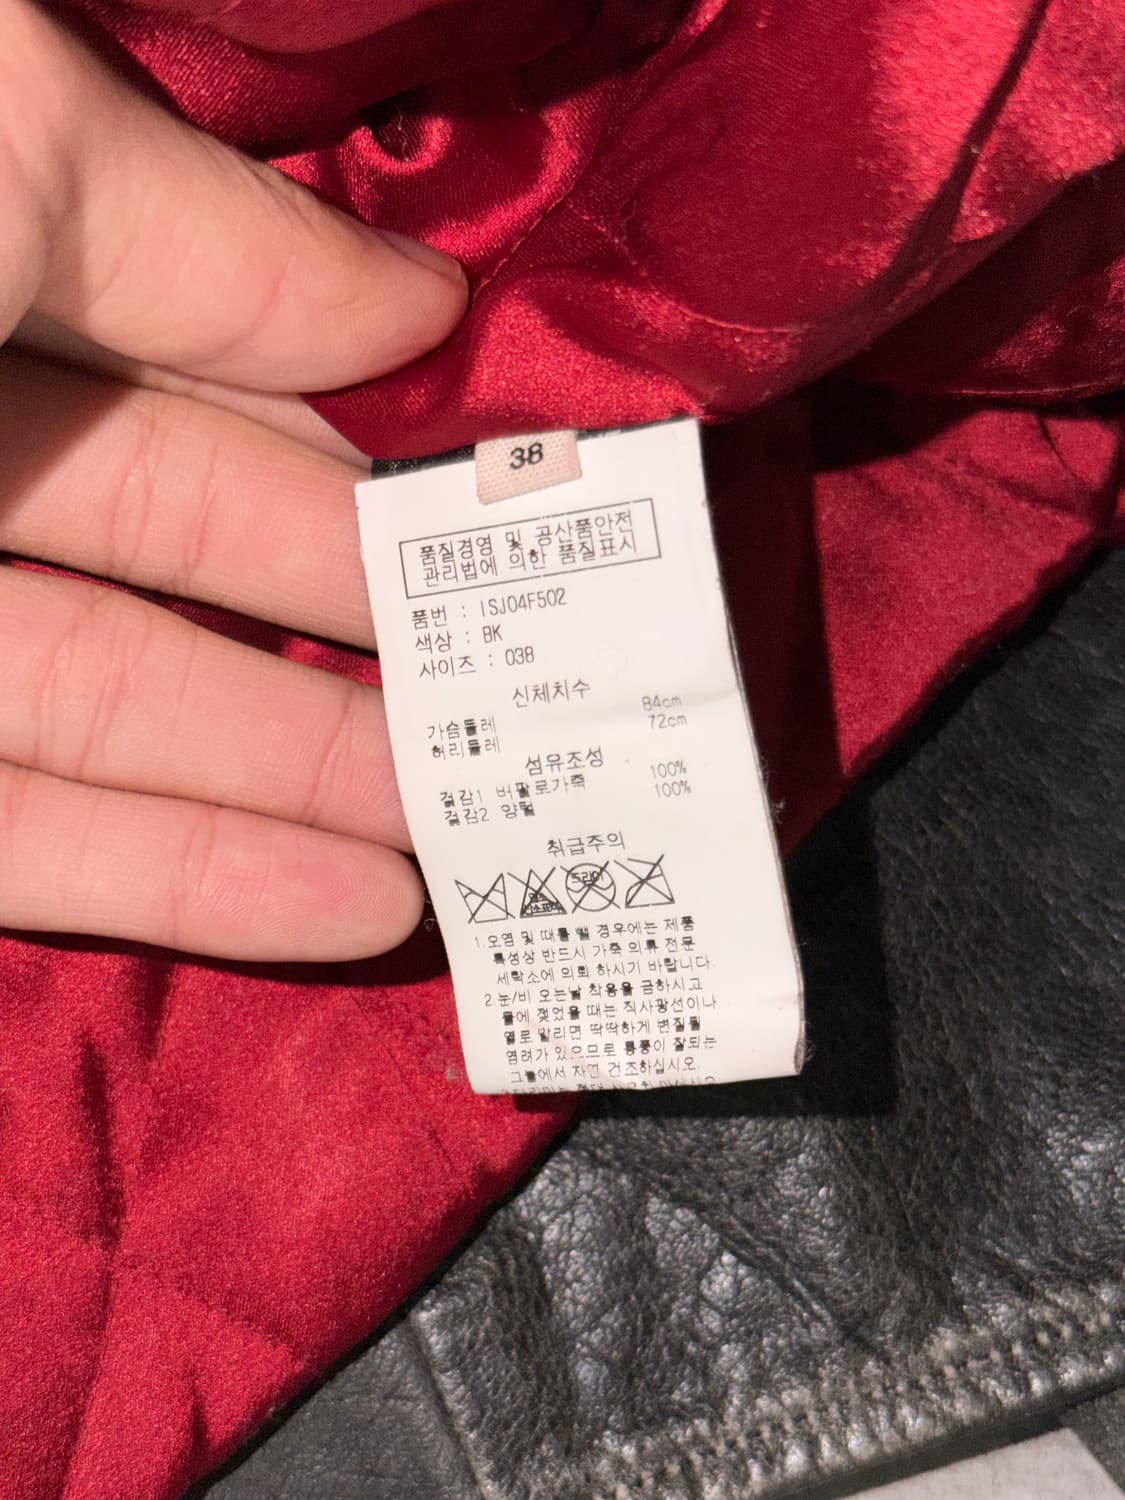 38
품질경영 및 공산품안전
관리법에 의한 품질표시
품번 : ISJ04F502
색상 : BK
사이즈 : 038
신체치수
가슴둘레 84cm
허리둘레 72cm
섬유조성
겉감1 버팔로가죽 100%
겉감2 양털 100%
취급주의
드라이
1.오염 및 때를 뺄 경우에는 제품
특성상 반드시 가죽 의류 전문
세탁소에 의뢰 하시기 바랍니다.
2.눈/비 오는날 착용을 금하시고
물에 젖었을 때는 직사광선이나
열로 말리면 딱딱하게 변질될
염려가 있으므로 통풍이 잘되는
그늘에서 자연 건조하십시오.